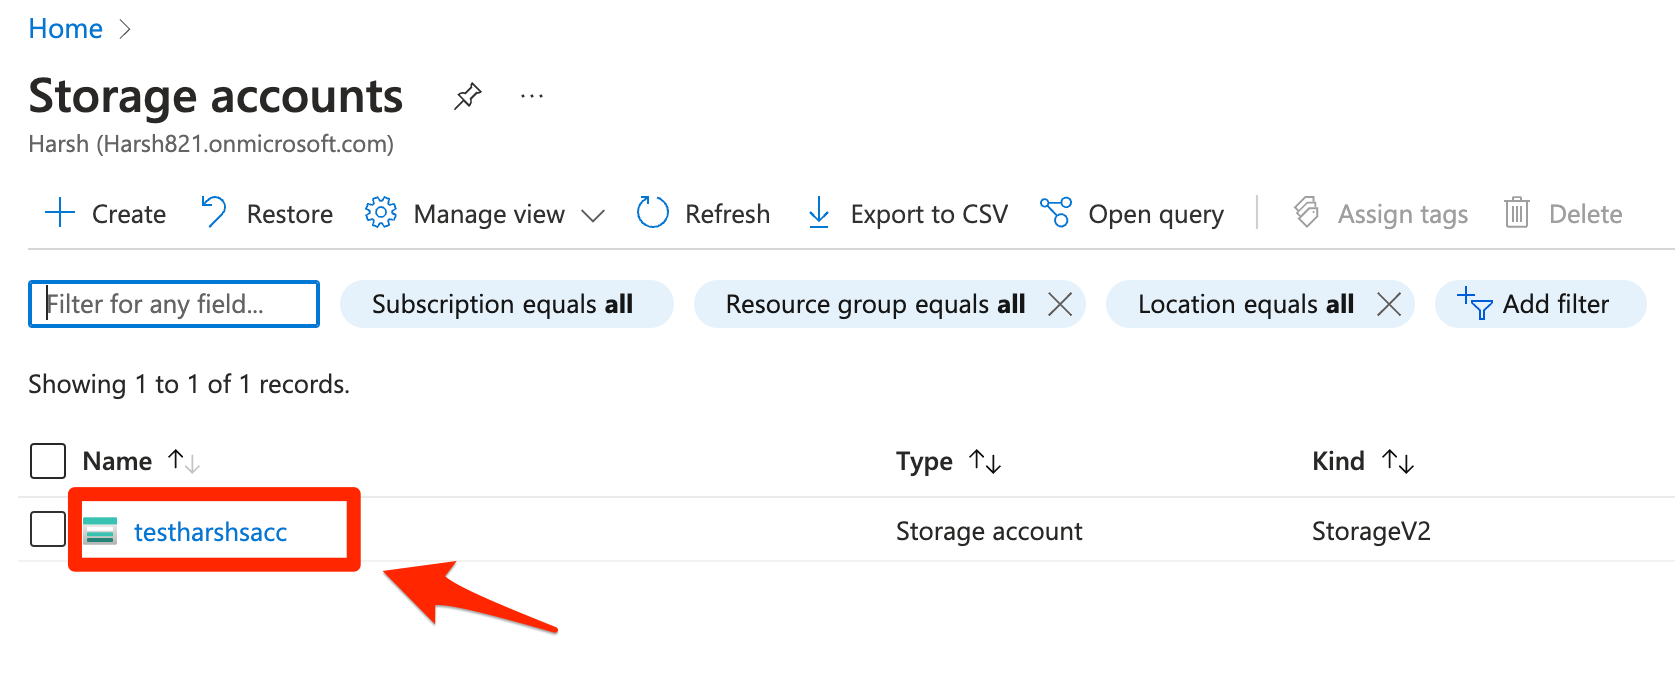 Home
Storage accounts
Harsh (Harsh821.onmicrosoft.com)
Create Restore Manage view Refresh Export to CSV Open query Assign tags Delete
Filter for any field... Subscription equals all Resource group equals all Location equals all Add filter
Showing 1 to 1 of 1 records.
Name Type Kind
testharshsacc Storage account StorageV2